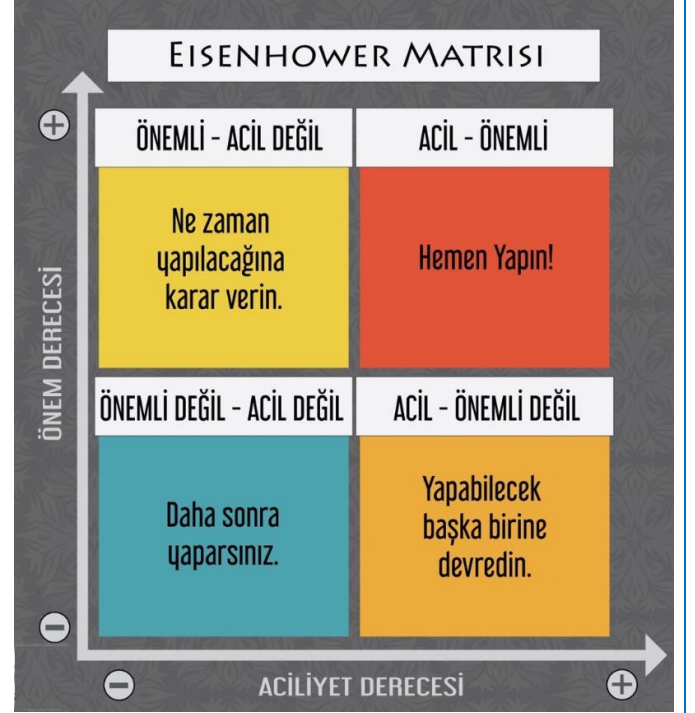 EISENHOWER MATRISI
ÖNEMLİ - ACİL DEĞİL
ACİL - ÖNEMLİ
Ne zaman
yapılacağına
karar verin.
Hemen Yapın!
ÖNEM DERECESİ
ÖNEMLİ DEĞİL - ACİL DEĞİL
ACİL - ÖNEMLİ DEĞİL
Daha sonra
yaparsınız.
Yapabilecek
başka birine
devredin.
ACİLİYET DERECESİ